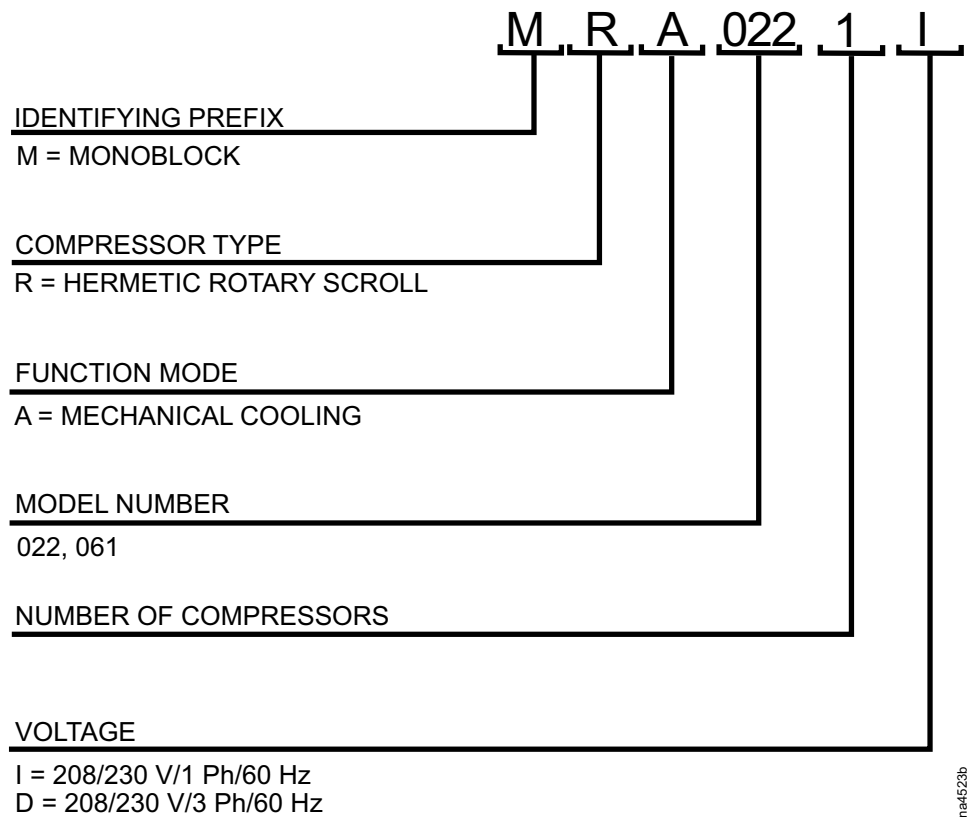 M R A 022 1 I
IDENTIFYING PREFIX
M = MONOBLOCK
COMPRESSOR TYPE
R = HERMETIC ROTARY SCROLL
FUNCTION MODE
A = MECHANICAL COOLING
MODEL NUMBER
022, 061
NUMBER OF COMPRESSORS
VOLTAGE
I = 208/230 V/1 Ph/60 Hz
D = 208/230 V/3 Ph/60 Hz
na4523b